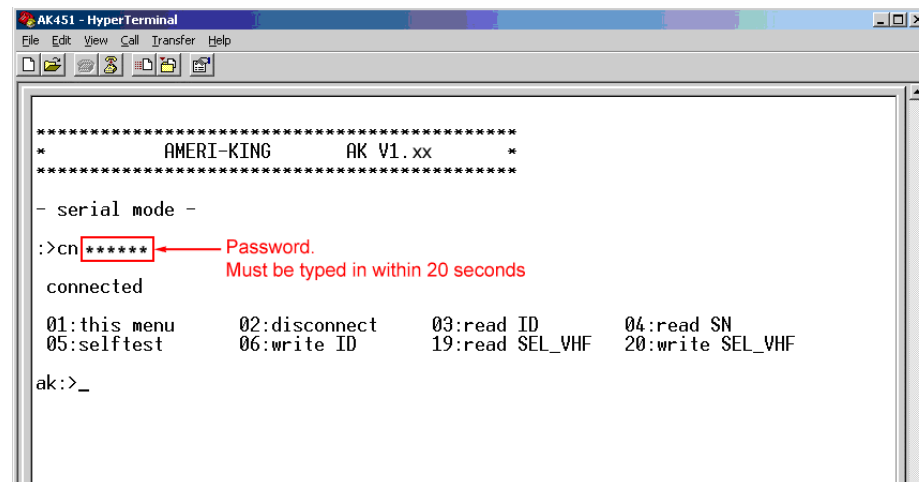 AK451 - HyperTerminal
File Edit View Call Transfer Help
*********************************************
* AMERI-KING AK V1.xx *
*********************************************
- serial mode -
:>cn ****** Password.
Must be typed in within 20 seconds
connected
01:this menu 02:disconnect 03:read ID 04:read SN
05:selftest 06:write ID 19:read SEL_VHF 20:write SEL_VHF
ak:>_